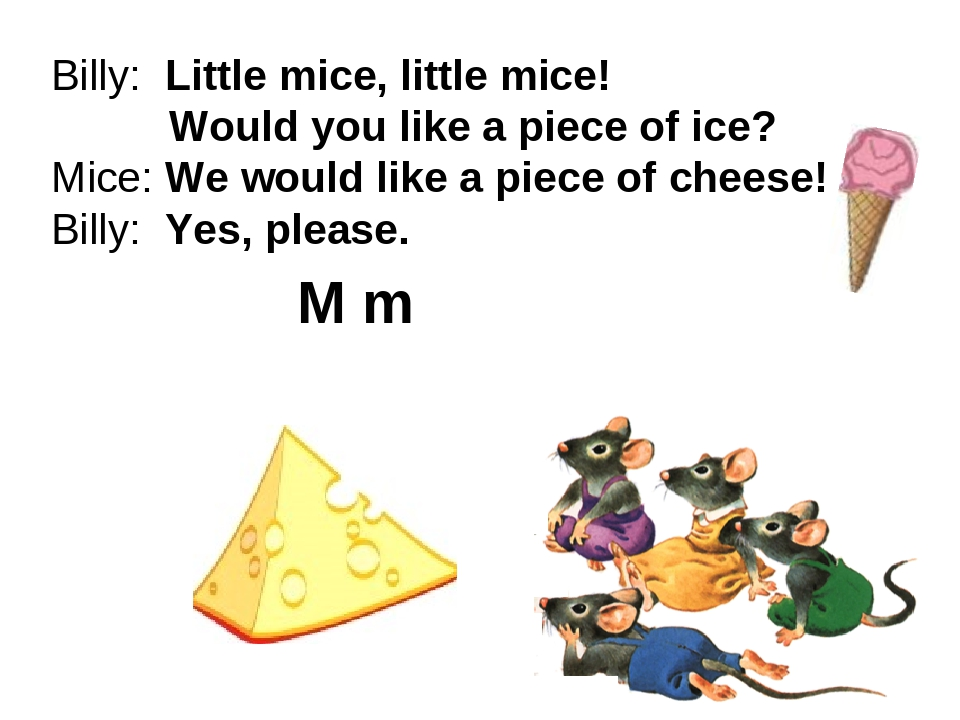 Billy: Little mice, little mice!
Would you like a piece of ice?
Mice: We would like a piece of cheese!
Billy: Yes, please.
M m